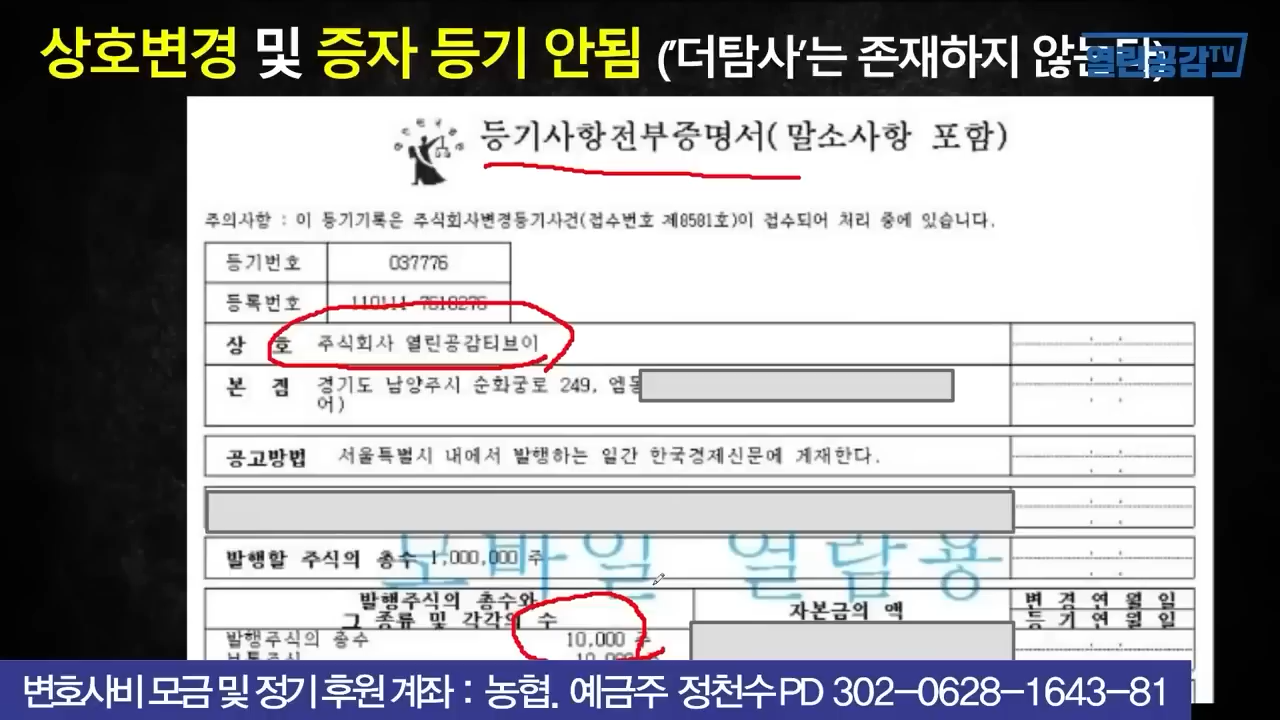 상호변경 및 증자 등기 안됨 ('더탐사'는 존재하지 않는다)
열린공감TV
등기사항전부증명서(말소사항 포함)
주의사항 : 이 등기기록은 주식회사변경등기사건(접수번호 제8581호)이 접수되어 처리 중에 있습니다.
등기번호 037776
등록번호 110111-7618276
상 호 주식회사 열린공감티브이
본 점 경기도 남양주시 순화궁로 249, 엠동
어)
공고방법 서울특별시 내에서 발행하는 일간 한국경제신문에 게재한다.
모바일 열람용
발행할 주식의 총수 1,000,000 주
발행주식의 총수와
그 종류 및 각각의 수
자본금의 액
변 경 연 월 일
등 기 연 월 일
발행주식의 총수 10,000 주
보통주식 10,000 주
변호사비 모금 및 정기 후원 계좌 : 농협. 예금주 정천수PD 302-0628-1643-81